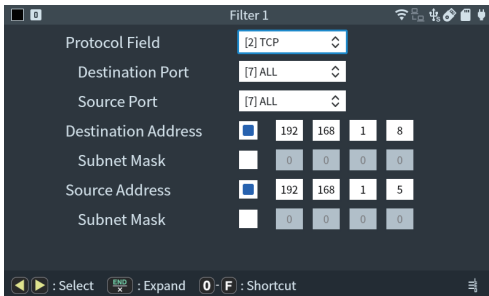 0 Filter 1
Protocol Field [2] TCP
Destination Port [7] ALL
Source Port [7] ALL
Destination Address 192 168 1 8
Subnet Mask 0 0 0 0
Source Address 192 168 1 5
Subnet Mask 0 0 0 0
: Select END × : Expand 0 - F : Shortcut